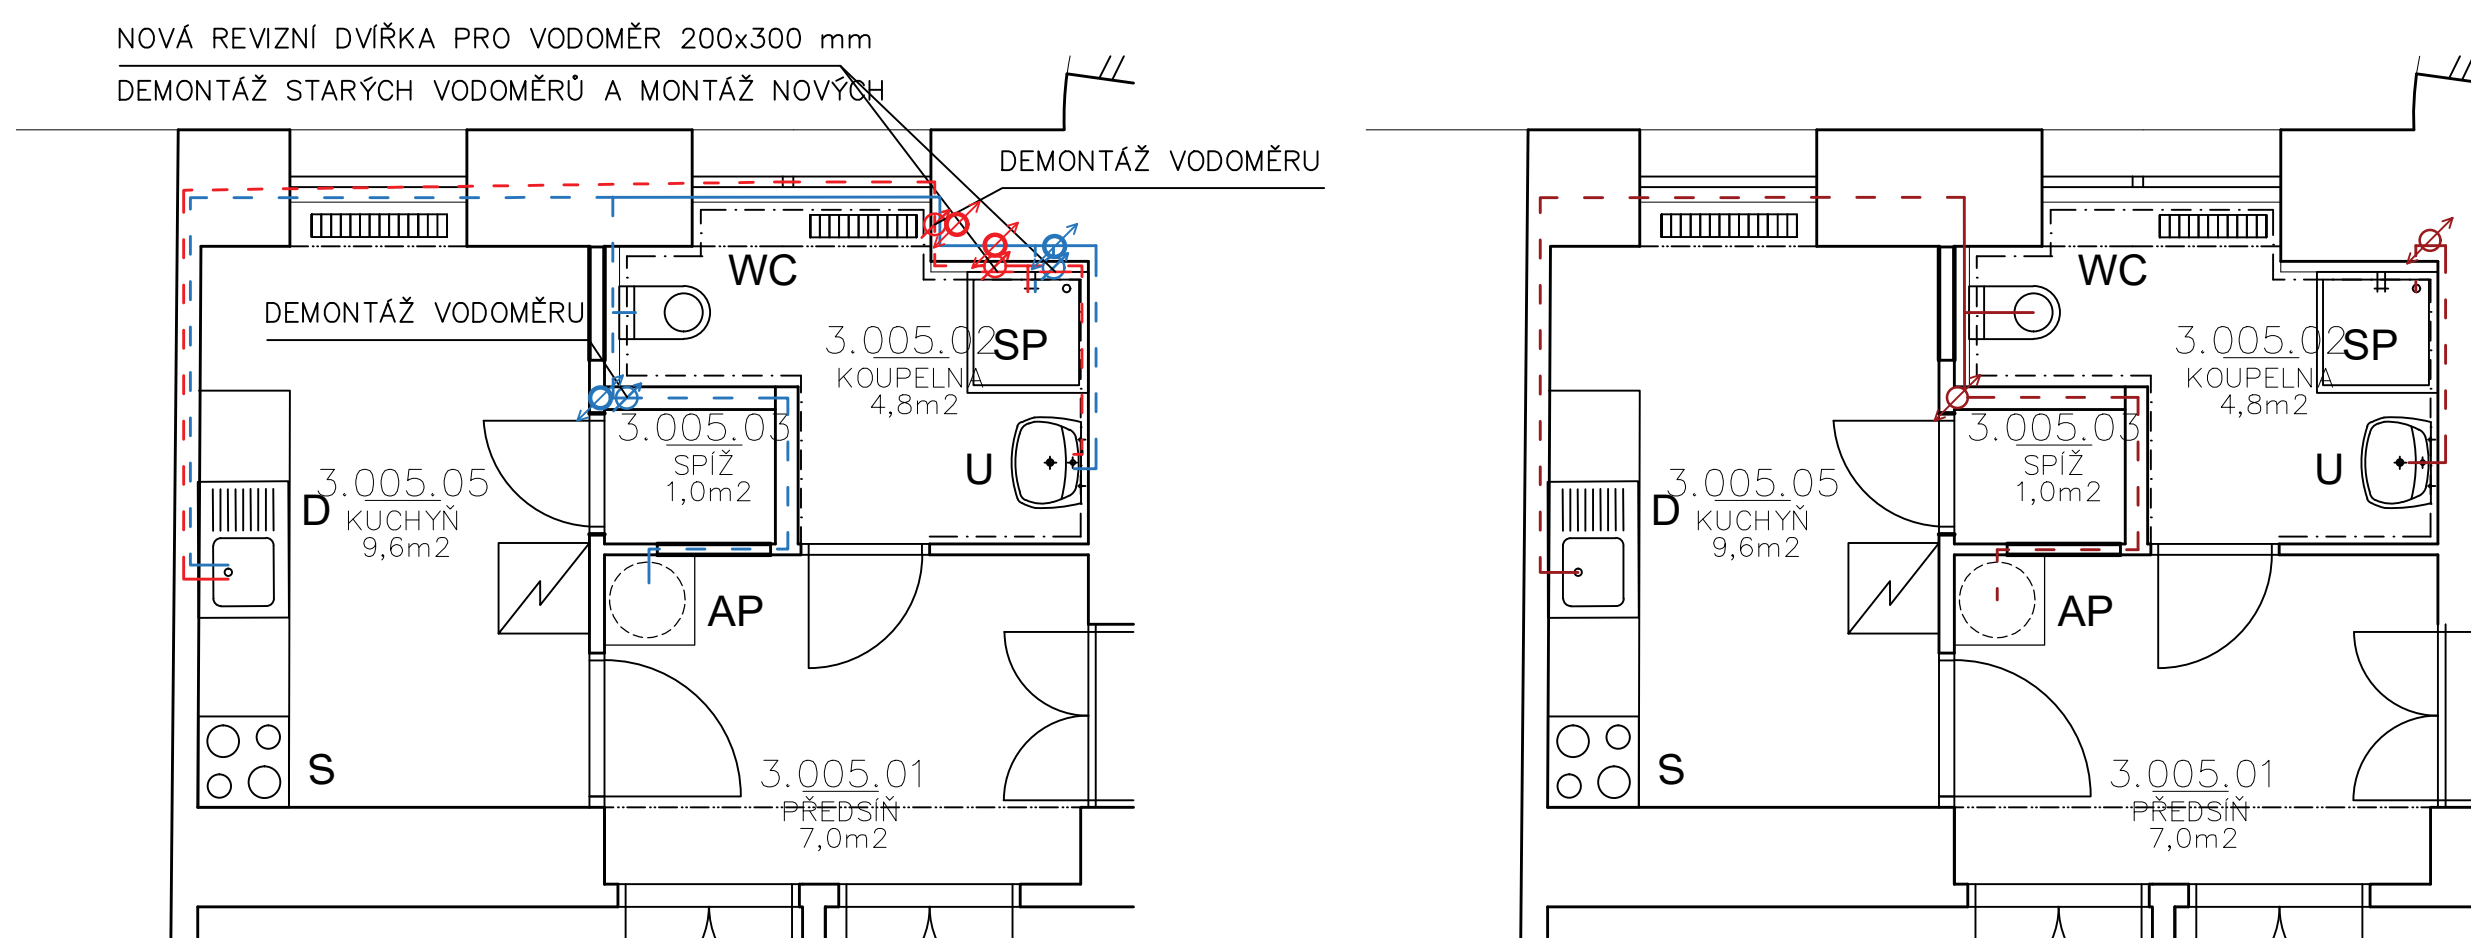 NOVÁ REVIZNÍ DVÍŘKA PRO VODOMĚR 200x300 mm
DEMONTÁŽ STARÝCH VODOMĚRŮ A MONTÁŽ NOVÝCH
DEMONTÁŽ VODOMĚRU
WC
DEMONTÁŽ VODOMĚRU
3.005.02
KOUPELNA
4,8m2
SP
3.005.03
SPÍŽ
1,0m2
U
3.005.05
KUCHYŇ
9,6m2
D
AP
S
3.005.01
PŘEDSÍŇ
7,0m2
WC
3.005.02
KOUPELNA
4,8m2
SP
3.005.03
SPÍŽ
1,0m2
U
3.005.05
KUCHYŇ
9,6m2
D
AP
S
3.005.01
PŘEDSÍŇ
7,0m2